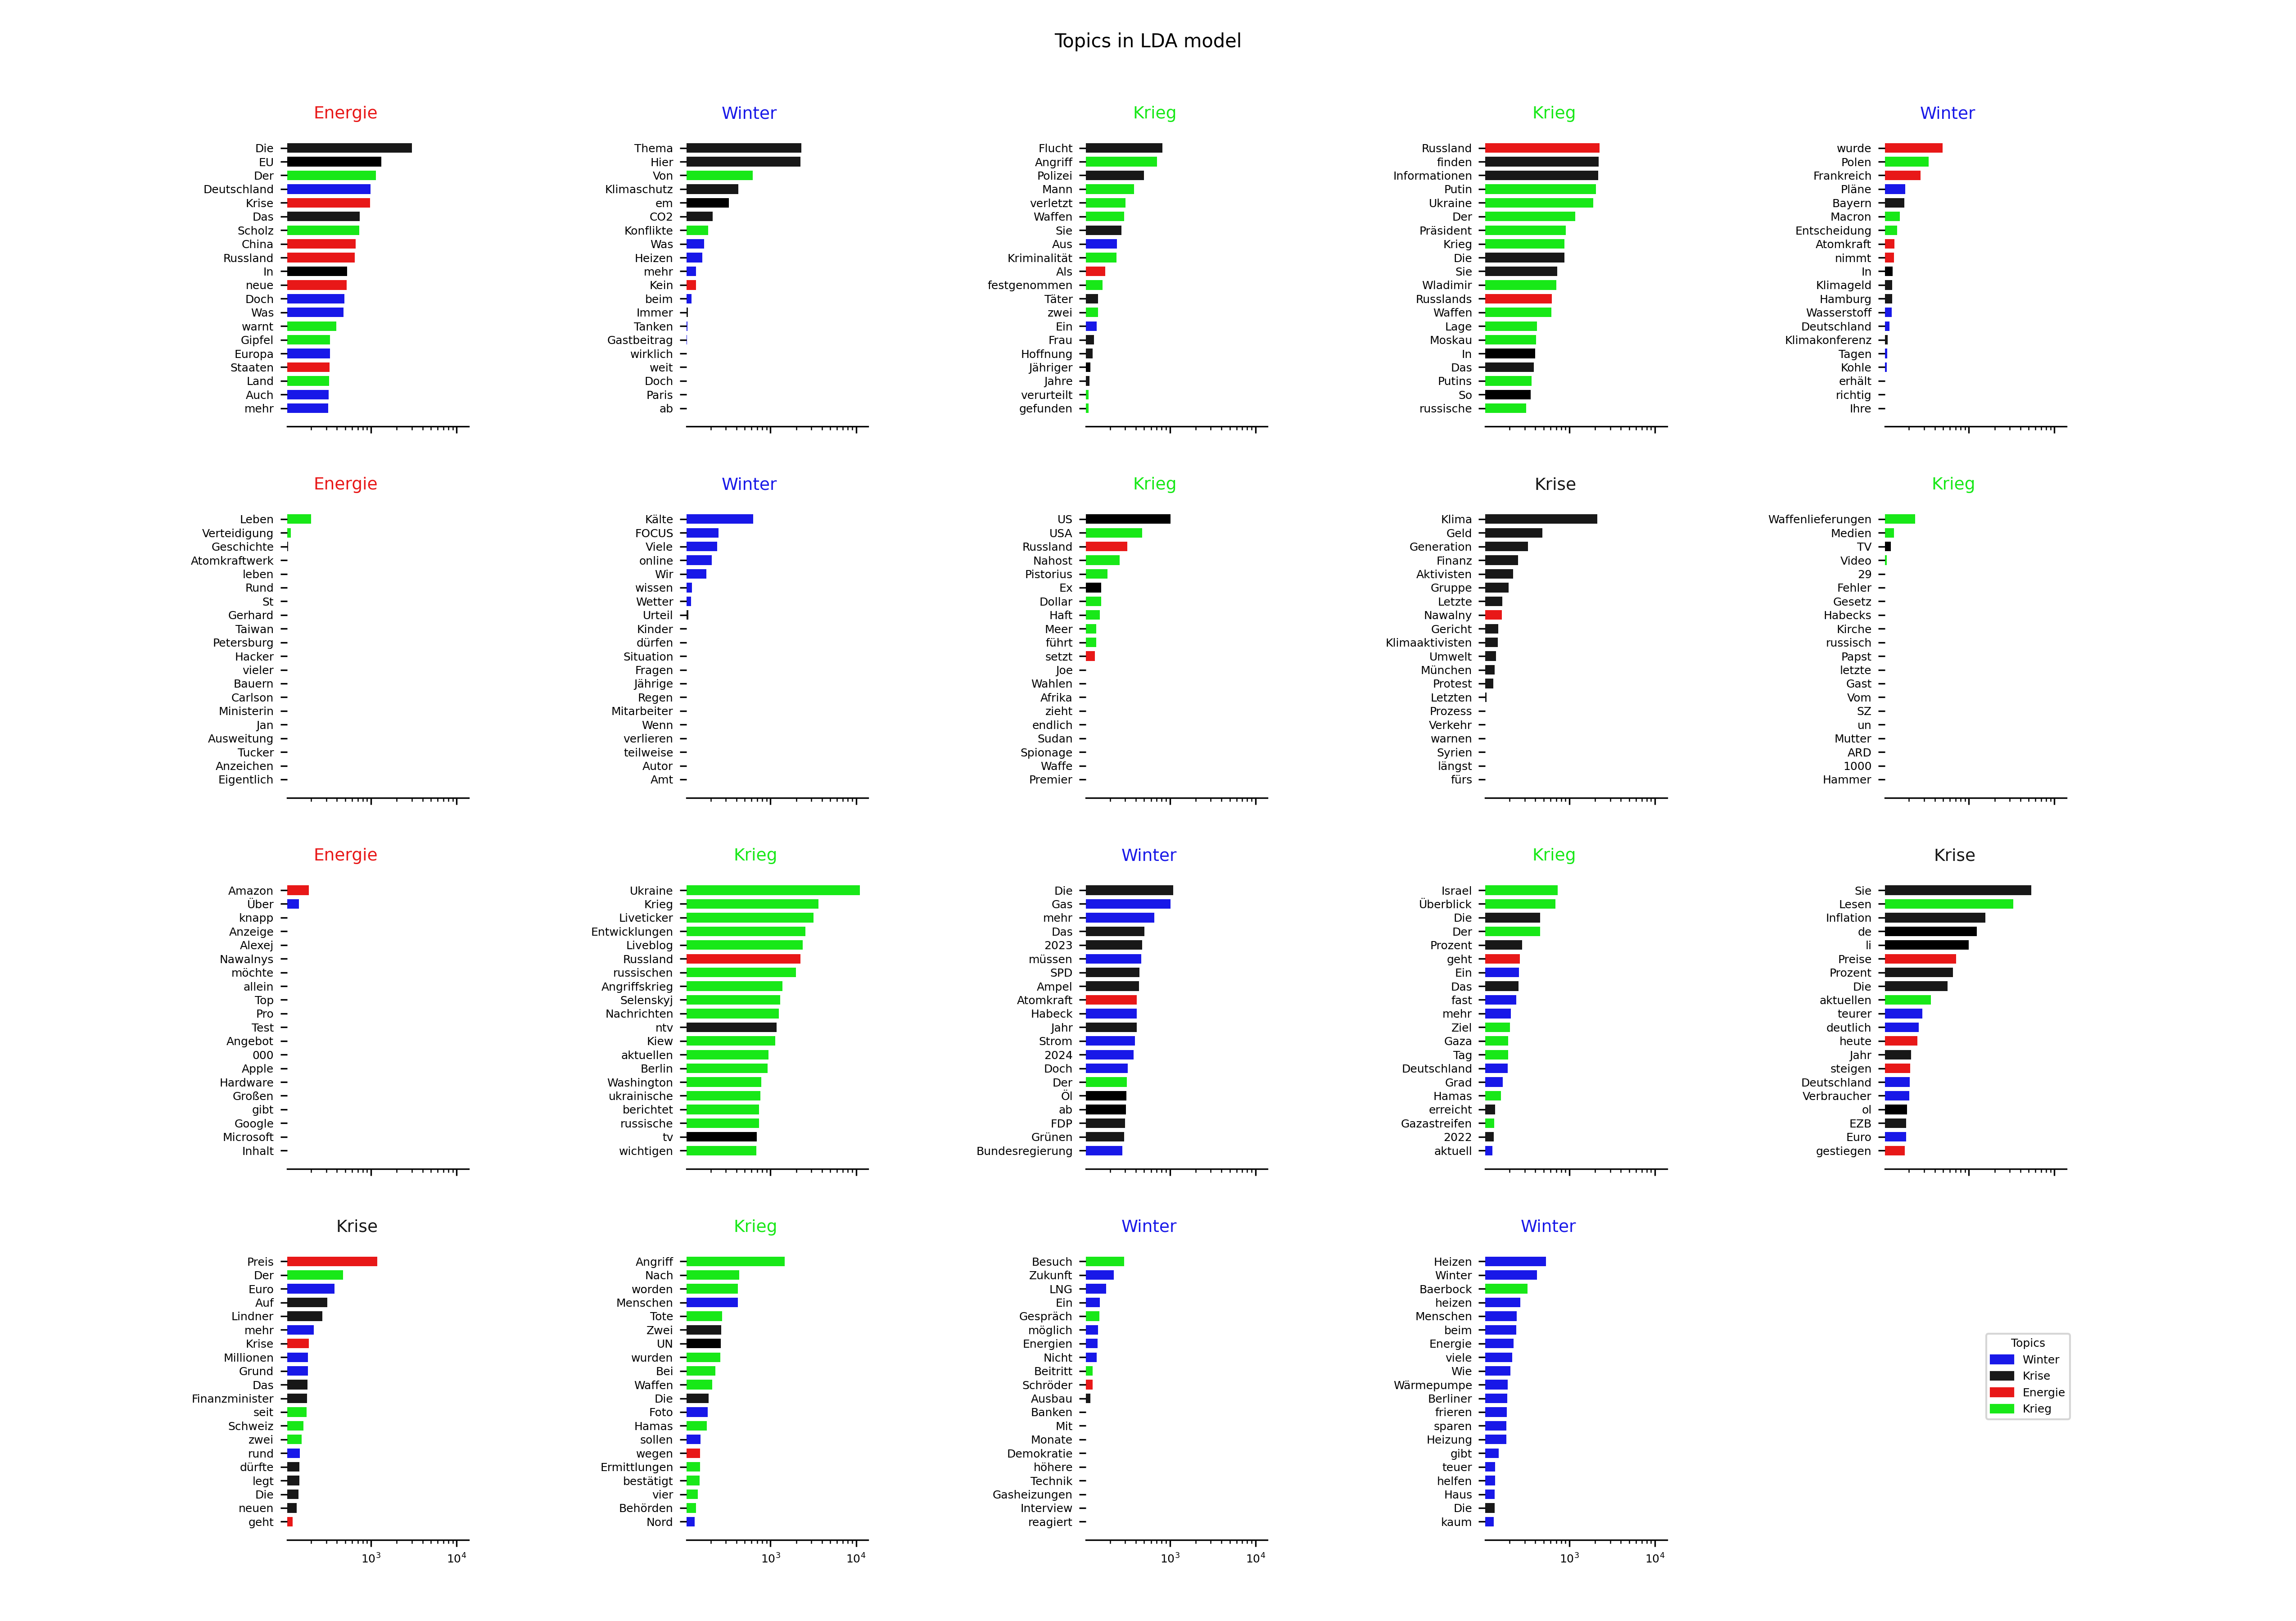 Topics in LDA model
Energie
Die
EU
Der
Deutschland
Krise
Das
Scholz
China
Russland
In
neue
Doch
Was
warnt
Gipfel
Europa
Staaten
Land
Auch
mehr
Winter
Thema
Hier
Von
Klimaschutz
em
CO2
Konflikte
Was
Heizen
mehr
Kein
beim
Immer
Tanken
Gastbeitrag
wirklich
weit
Doch
Paris
ab
Krieg
Flucht
Angriff
Polizei
Mann
verletzt
Waffen
Sie
Aus
Kriminalität
Als
festgenommen
Täter
zwei
Ein
Frau
Hoffnung
Jähriger
Jahre
verurteilt
gefunden
Krieg
Russland
finden
Informationen
Putin
Ukraine
Der
Präsident
Krieg
Die
Sie
Wladimir
Russlands
Waffen
Lage
Moskau
In
Das
Putins
So
russische
Winter
wurde
Polen
Frankreich
Pläne
Bayern
Macron
Entscheidung
Atomkraft
nimmt
In
Klimageld
Hamburg
Wasserstoff
Deutschland
Klimakonferenz
Tagen
Kohle
erhält
richtig
Ihre
Energie
Leben
Verteidigung
Geschichte
Atomkraftwerk
leben
Rund
St
Gerhard
Taiwan
Petersburg
Hacker
vieler
Bauern
Carlson
Ministerin
Jan
Ausweitung
Tucker
Anzeichen
Eigentlich
Winter
Kälte
FOCUS
Viele
online
Wir
wissen
Wetter
Urteil
Kinder
dürfen
Situation
Fragen
Jährige
Regen
Mitarbeiter
Wenn
verlieren
teilweise
Autor
Amt
Krieg
US
USA
Russland
Nahost
Pistorius
Ex
Dollar
Haft
Meer
führt
setzt
Joe
Wahlen
Afrika
zieht
endlich
Sudan
Spionage
Waffe
Premier
Krise
Klima
Geld
Generation
Finanz
Aktivisten
Gruppe
Letzte
Nawalny
Gericht
Klimaaktivisten
Umwelt
München
Protest
Letzten
Prozess
Verkehr
warnen
Syrien
längst
fürs
Krieg
Waffenlieferungen
Medien
TV
Video
29
Fehler
Gesetz
Habecks
Kirche
russisch
Papst
letzte
Gast
Vom
SZ
un
Mutter
ARD
1000
Hammer
Energie
Amazon
Über
knapp
Anzeige
Alexej
Nawalnys
möchte
allein
Top
Pro
Test
Angebot
000
Apple
Hardware
Großen
gibt
Google
Microsoft
Inhalt
Krieg
Ukraine
Krieg
Liveticker
Entwicklungen
Liveblog
Russland
russischen
Angriffskrieg
Selenskyj
Nachrichten
ntv
Kiew
aktuellen
Berlin
Washington
ukrainische
berichtet
russische
tv
wichtigen
Winter
Die
Gas
mehr
Das
2023
müssen
SPD
Ampel
Atomkraft
Habeck
Jahr
Strom
2024
Doch
Der
Öl
ab
FDP
Grünen
Bundesregierung
Krieg
Israel
Überblick
Die
Der
Prozent
geht
Ein
Das
fast
mehr
Ziel
Gaza
Tag
Deutschland
Grad
Hamas
erreicht
Gazastreifen
2022
aktuell
Krise
Sie
Lesen
Inflation
de
li
Preise
Prozent
Die
aktuellen
teurer
deutlich
heute
Jahr
steigen
Deutschland
Verbraucher
ol
EZB
Euro
gestiegen
Krise
Preis
Der
Euro
Auf
Lindner
mehr
Krise
Millionen
Grund
Das
Finanzminister
seit
Schweiz
zwei
rund
dürfte
legt
Die
neuen
geht
10³ 10⁴
Krieg
Angriff
Nach
worden
Menschen
Tote
Zwei
UN
wurden
Bei
Waffen
Die
Foto
Hamas
sollen
wegen
Ermittlungen
bestätigt
vier
Behörden
Nord
10³ 10⁴
Winter
Besuch
Zukunft
LNG
Ein
Gespräch
möglich
Energien
Nicht
Beitritt
Schröder
Ausbau
Banken
Mit
Monate
Demokratie
höhere
Technik
Gasheizungen
Interview
reagiert
10³ 10⁴
Winter
Heizen
Winter
Baerbock
heizen
Menschen
beim
Energie
viele
Wie
Wärmepumpe
Berliner
frieren
sparen
Heizung
gibt
teuer
helfen
Haus
Die
kaum
10³ 10⁴
Topics
Winter
Krise
Energie
Krieg